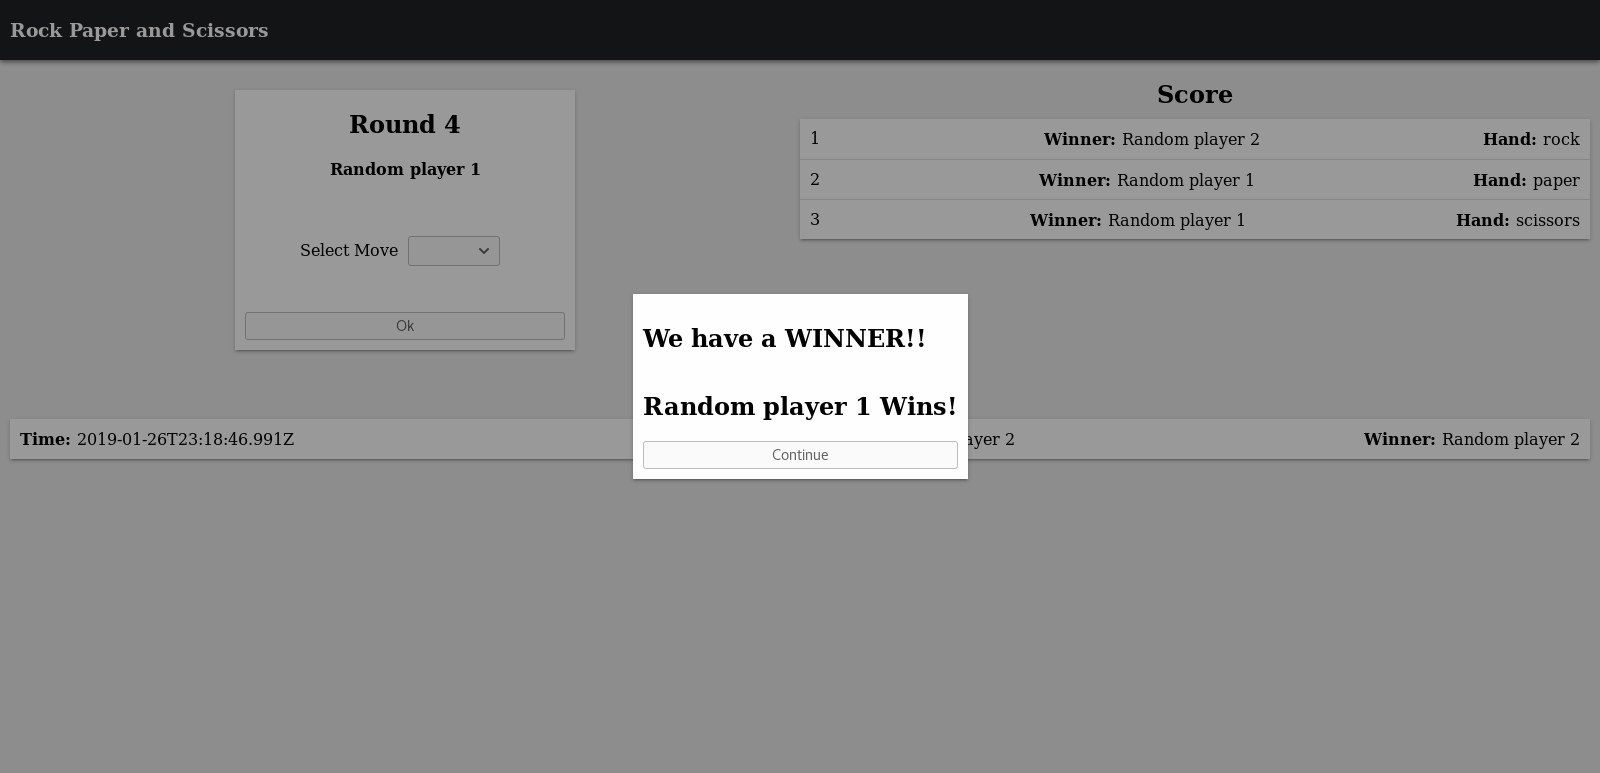 Rock Paper and Scissors
Round 4
Random player 1
Select Move
Ok
Score
1 Winner: Random player 2 Hand: rock
2 Winner: Random player 1 Hand: paper
3 Winner: Random player 1 Hand: scissors
We have a WINNER!!
Random player 1 Wins!
Continue
Time: 2019-01-26T23:18:46.991Z 2 Winner: Random player 2